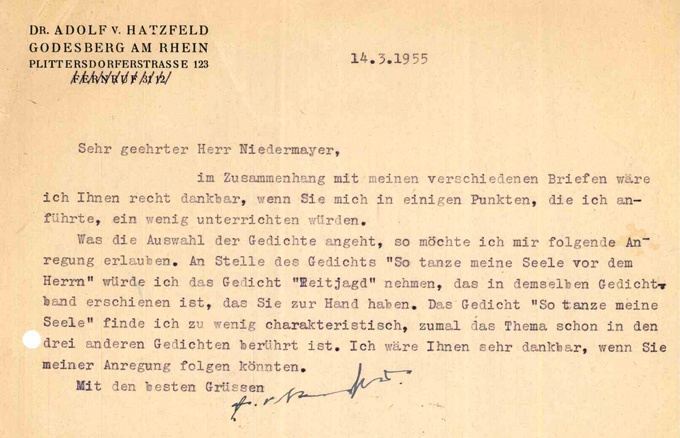 DR. ADOLF V. HATZFELD
GODESBERG AM RHEIN
PLITTERSDORFERSTRASSE 123
FERNRUF 3112
14.3.1955
Sehr geehrter Herr Niedermayer,
im Zusammenhang mit meinen verschiedenen Briefen wäre
ich Ihnen recht dankbar, wenn Sie mich in einigen Punkten, die ich an-
führte, ein wenig unterrichten würden.
Was die Auswahl der Gedichte angeht, so möchte ich mir folgende An-
regung erlauben. An Stelle des Gedichts "So tanze meine Seele vor dem
Herrn" würde ich das Gedicht "Reitjagd" nehmen, das in demselben Gedicht-
band erschienen ist, das Sie zur Hand haben. Das Gedicht "So tanze meine
Seele" finde ich zu wenig charakteristisch, zumal das Thema schon in den
drei anderen Gedichten berührt ist. Ich wäre Ihnen sehr dankbar, wenn Sie
meiner Anregung folgen könnten.
Mit den besten Grüssen